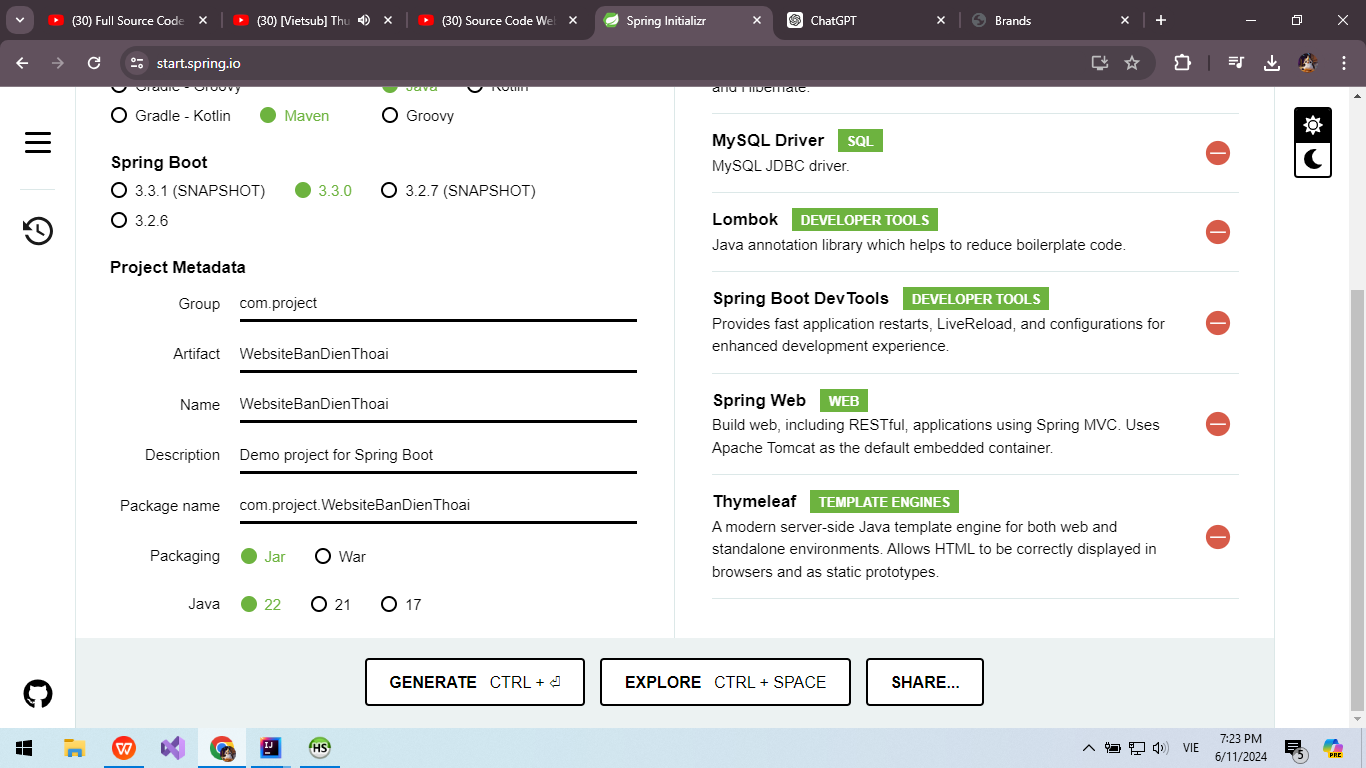 (30) Full Source Code
(30) [Vietsub] Thu
(30) Source Code Wel
Spring Initializr
ChatGPT
Brands
start.spring.io
Gradle - Groovy
Java
Kotlin
Gradle - Kotlin
Maven
Groovy
Spring Boot
3.3.1 (SNAPSHOT)
3.3.0
3.2.7 (SNAPSHOT)
3.2.6
Project Metadata
Group com.project
Artifact WebsiteBanDienThoai
Name WebsiteBanDienThoai
Description Demo project for Spring Boot
Package name com.project.WebsiteBanDienThoai
Packaging Jar War
Java 22 21 17
and Hibernate.
MySQL Driver SQL
MySQL JDBC driver.
Lombok DEVELOPER TOOLS
Java annotation library which helps to reduce boilerplate code.
Spring Boot DevTools DEVELOPER TOOLS
Provides fast application restarts, LiveReload, and configurations for
enhanced development experience.
Spring Web WEB
Build web, including RESTful, applications using Spring MVC. Uses
Apache Tomcat as the default embedded container.
Thymeleaf TEMPLATE ENGINES
A modern server-side Java template engine for both web and
standalone environments. Allows HTML to be correctly displayed in
browsers and as static prototypes.
GENERATE CTRL + ⏎
EXPLORE CTRL + SPACE
SHARE...
W
IJ
HS
VIE
7:23 PM
6/11/2024
5
PRE